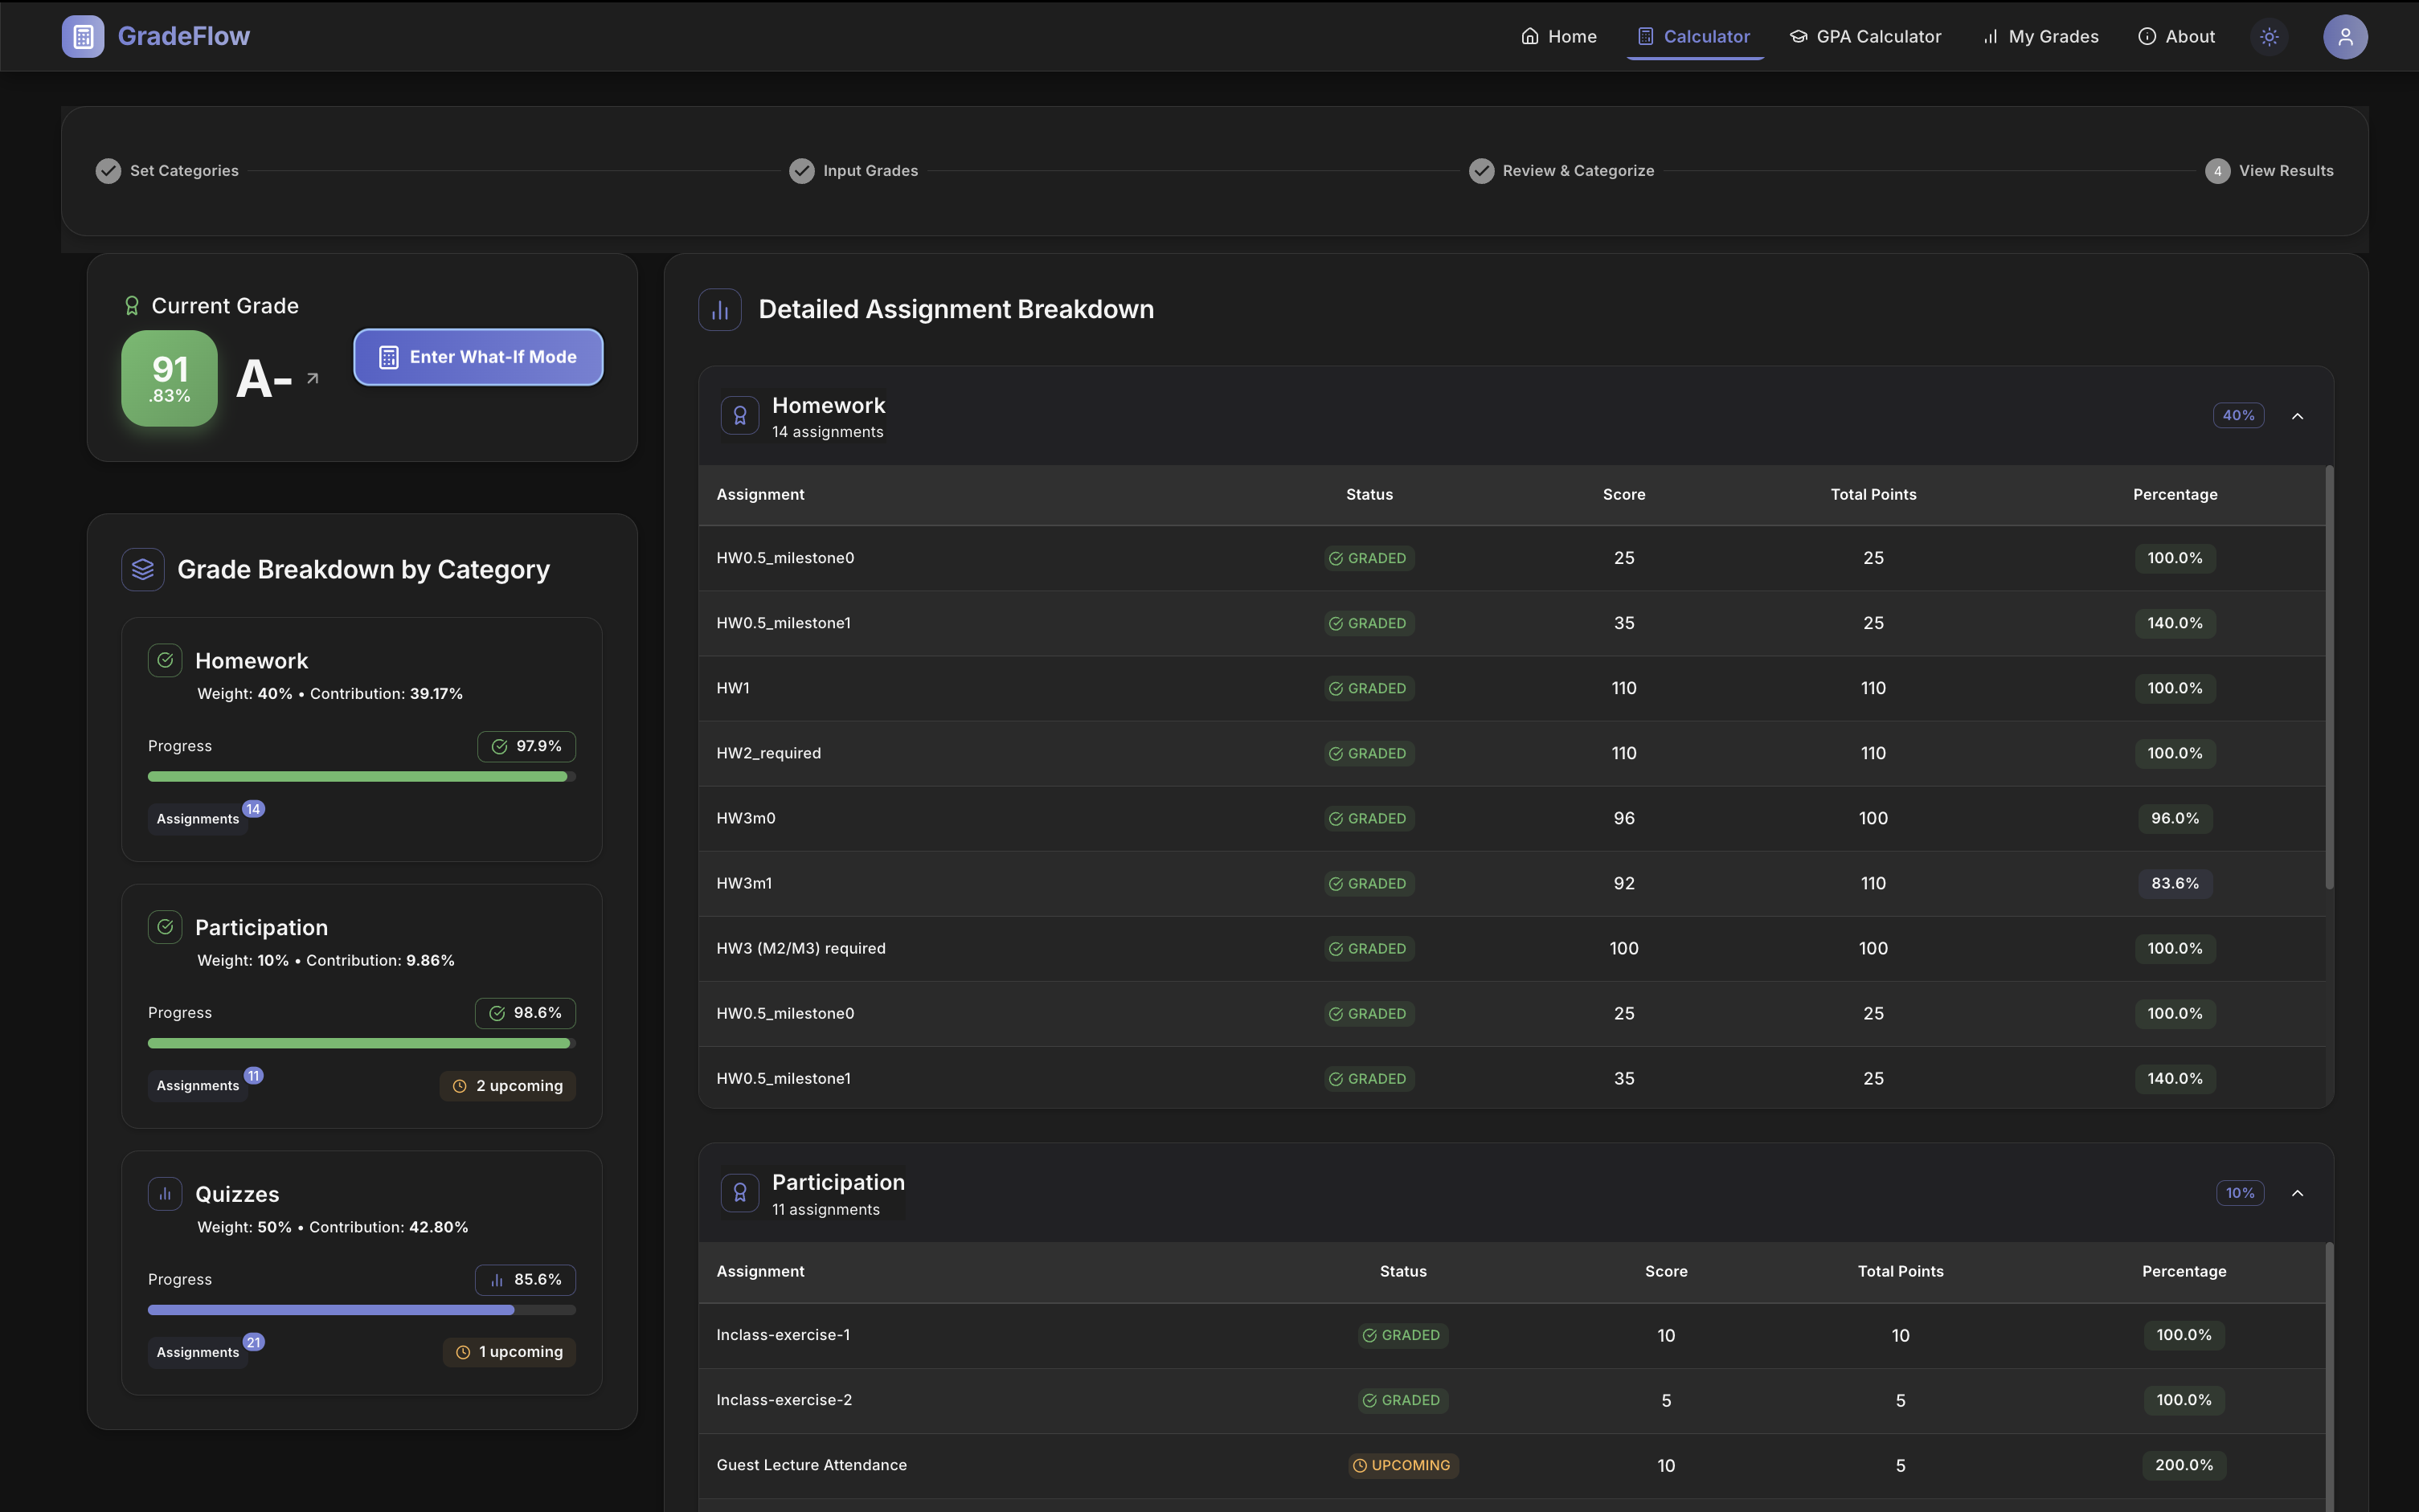 GradeFlow
Home
Calculator
GPA Calculator
My Grades
About
Set Categories
Input Grades
Review & Categorize
4 View Results
Current Grade
91
.83%
A-
Enter What-If Mode
Grade Breakdown by Category
Homework
Weight: 40% • Contribution: 39.17%
Progress 97.9%
Assignments 14
Participation
Weight: 10% • Contribution: 9.86%
Progress 98.6%
Assignments 11 2 upcoming
Quizzes
Weight: 50% • Contribution: 42.80%
Progress 85.6%
Assignments 21 1 upcoming
Detailed Assignment Breakdown
Homework
14 assignments
40%
Assignment Status Score Total Points Percentage
HW0.5_milestone0 GRADED 25 25 100.0%
HW0.5_milestone1 GRADED 35 25 140.0%
HW1 GRADED 110 110 100.0%
HW2_required GRADED 110 110 100.0%
HW3m0 GRADED 96 100 96.0%
HW3m1 GRADED 92 110 83.6%
HW3 (M2/M3) required GRADED 100 100 100.0%
HW0.5_milestone0 GRADED 25 25 100.0%
HW0.5_milestone1 GRADED 35 25 140.0%
Participation
11 assignments
10%
Assignment Status Score Total Points Percentage
Inclass-exercise-1 GRADED 10 10 100.0%
Inclass-exercise-2 GRADED 5 5 100.0%
Guest Lecture Attendance UPCOMING 10 5 200.0%